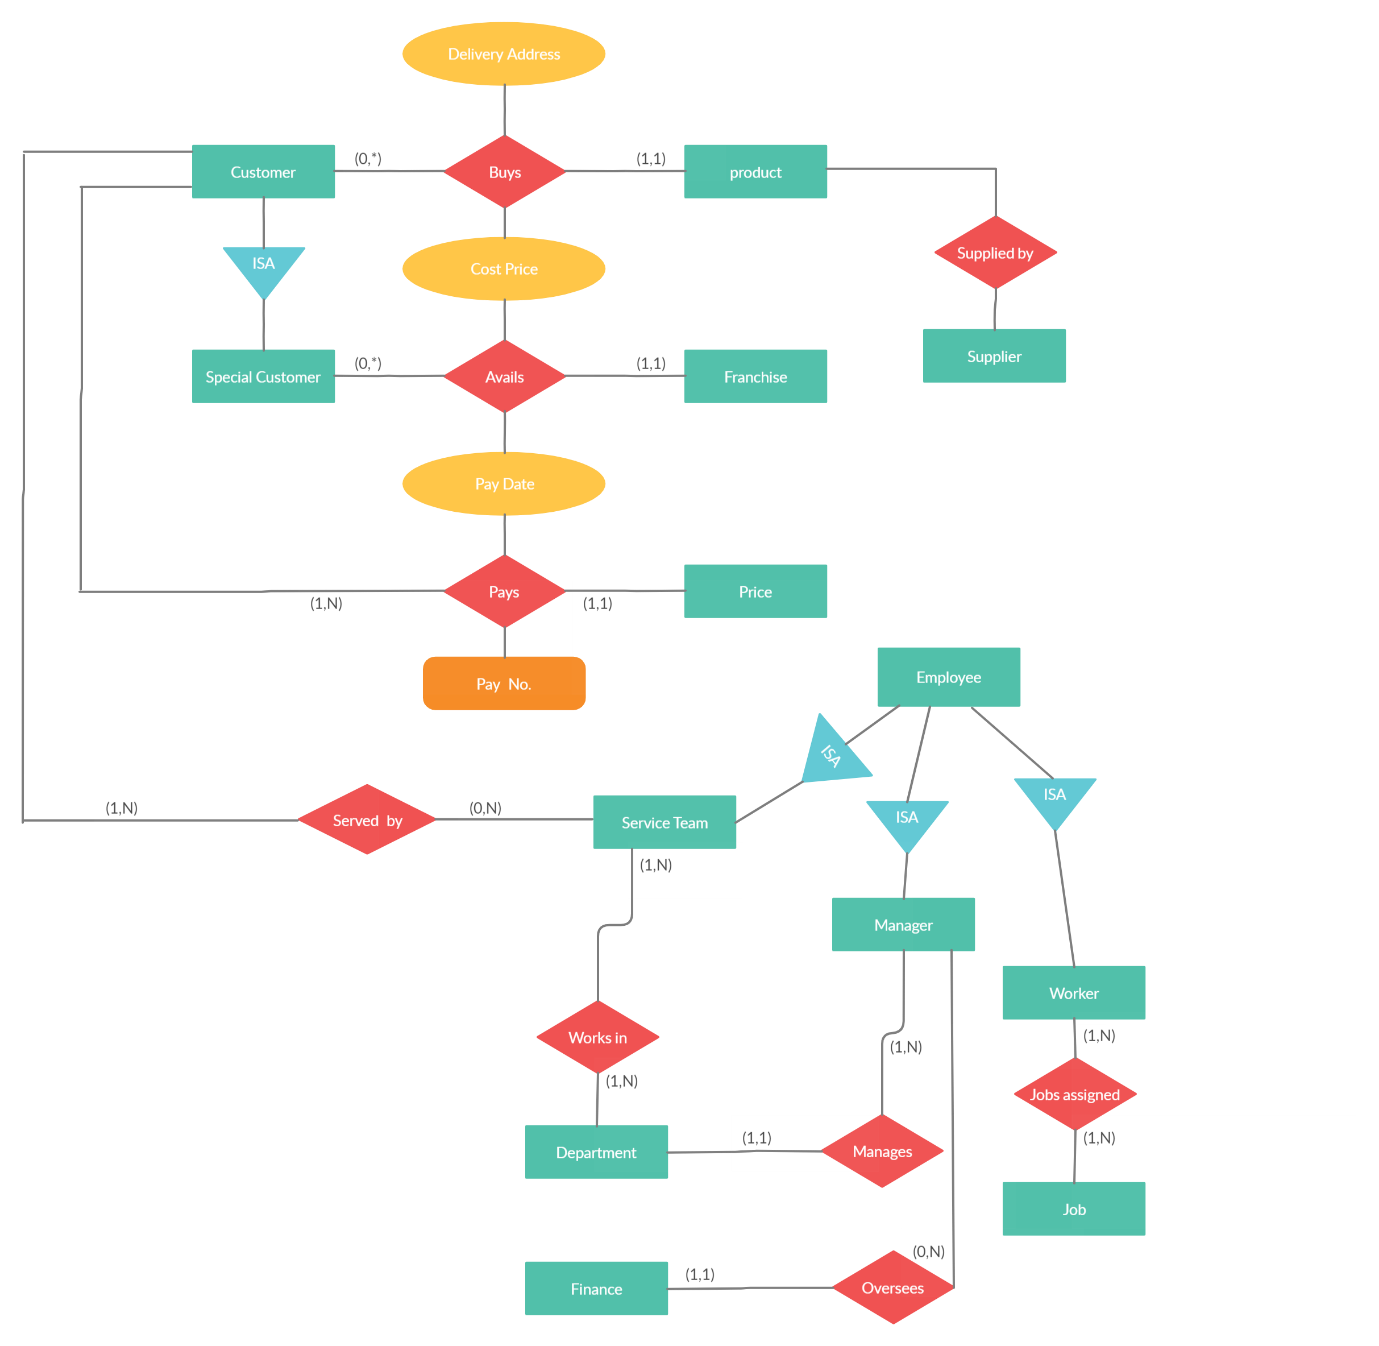 Delivery Address
Customer
(0,*)
Buys
(1,1)
product
ISA
Cost Price
Supplied by
Special Customer
(0,*)
Avails
(1,1)
Franchise
Supplier
Pay Date
(1,N)
Pays
(1,1)
Price
Pay No.
Employee
ISA
ISA
ISA
(1,N)
Served by
(0,N)
Service Team
(1,N)
Manager
Worker
(1,N)
Works in
(1,N)
(1,N)
Jobs assigned
(1,N)
Department
(1,1)
Manages
Job
(0,N)
Finance
(1,1)
Oversees